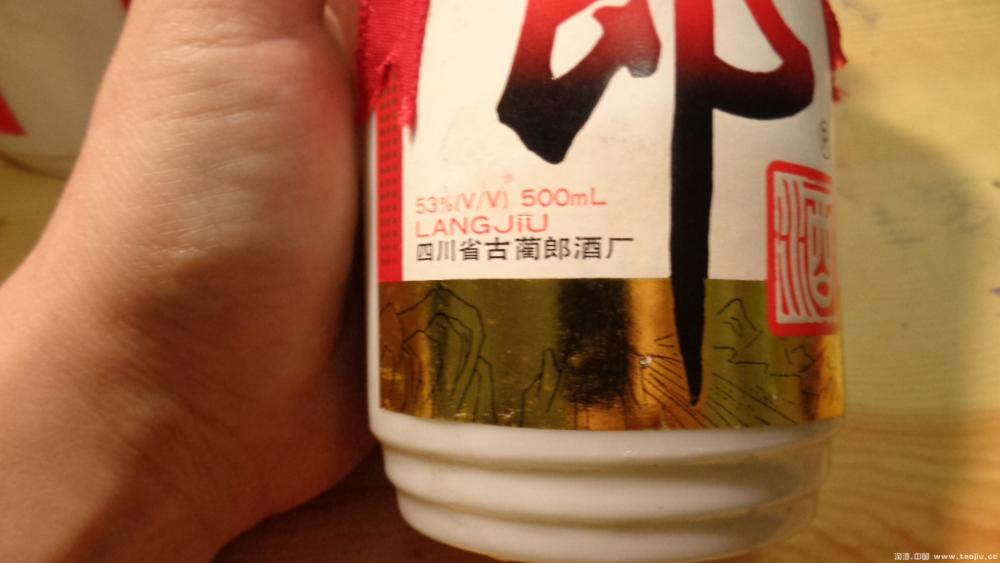 郎
®
酒
53%(V/V) 500mL
LANGJIU
四川省古蔺郎酒厂
淘酒.中国 www.taojiu.cc